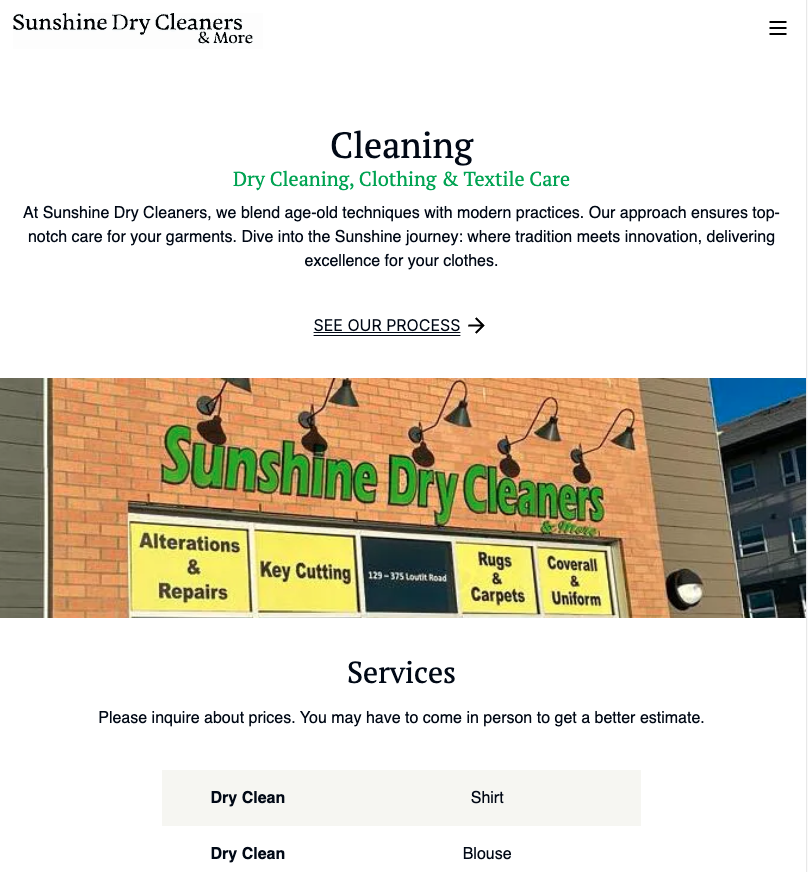 Sunshine Dry Cleaners
& More
Cleaning
Dry Cleaning, Clothing & Textile Care
At Sunshine Dry Cleaners, we blend age-old techniques with modern practices. Our approach ensures top-
notch care for your garments. Dive into the Sunshine journey: where tradition meets innovation, delivering
excellence for your clothes.
SEE OUR PROCESS
Sunshine Dry Cleaners
& More
Alterations
&
Repairs
Key Cutting
129 – 375 Loutit Road
Rugs
&
Carpets
Coverall
&
Uniform
Services
Please inquire about prices. You may have to come in person to get a better estimate.
Dry Clean Shirt
Dry Clean Blouse